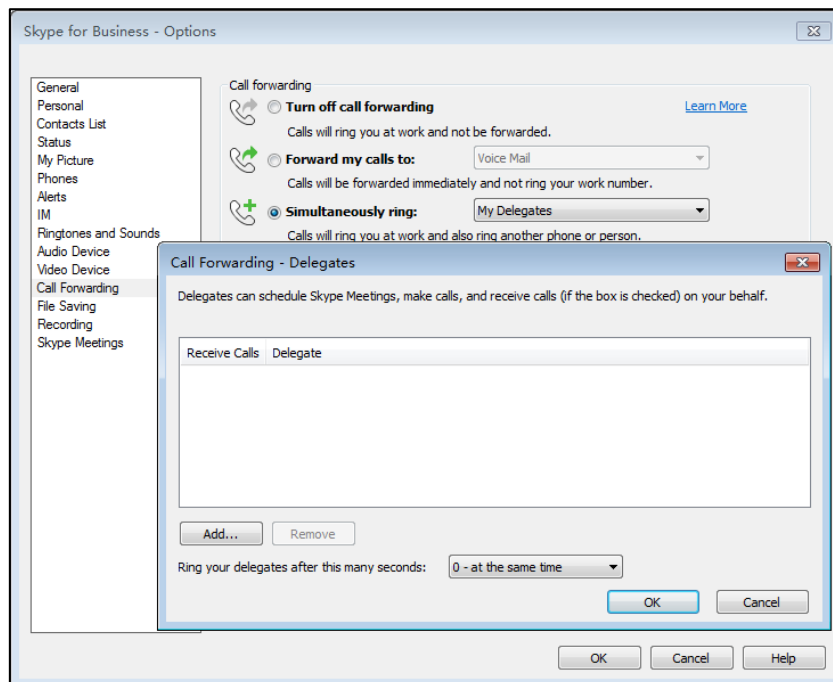 Skype for Business - Options
General
Personal
Contacts List
Status
My Picture
Phones
Alerts
IM
Ringtones and Sounds
Audio Device
Video Device
Call Forwarding
File Saving
Recording
Skype Meetings
Call forwarding
Turn off call forwarding Learn More
Calls will ring you at work and not be forwarded.
Forward my calls to: Voice Mail
Calls will be forwarded immediately and not ring your work number.
Simultaneously ring: My Delegates
Calls will ring you at work and also ring another phone or person.
Call Forwarding - Delegates
Delegates can schedule Skype Meetings, make calls, and receive calls (if the box is checked) on your behalf.
Receive Calls Delegate
Add... Remove
Ring your delegates after this many seconds: 0 - at the same time
OK Cancel
OK Cancel Help